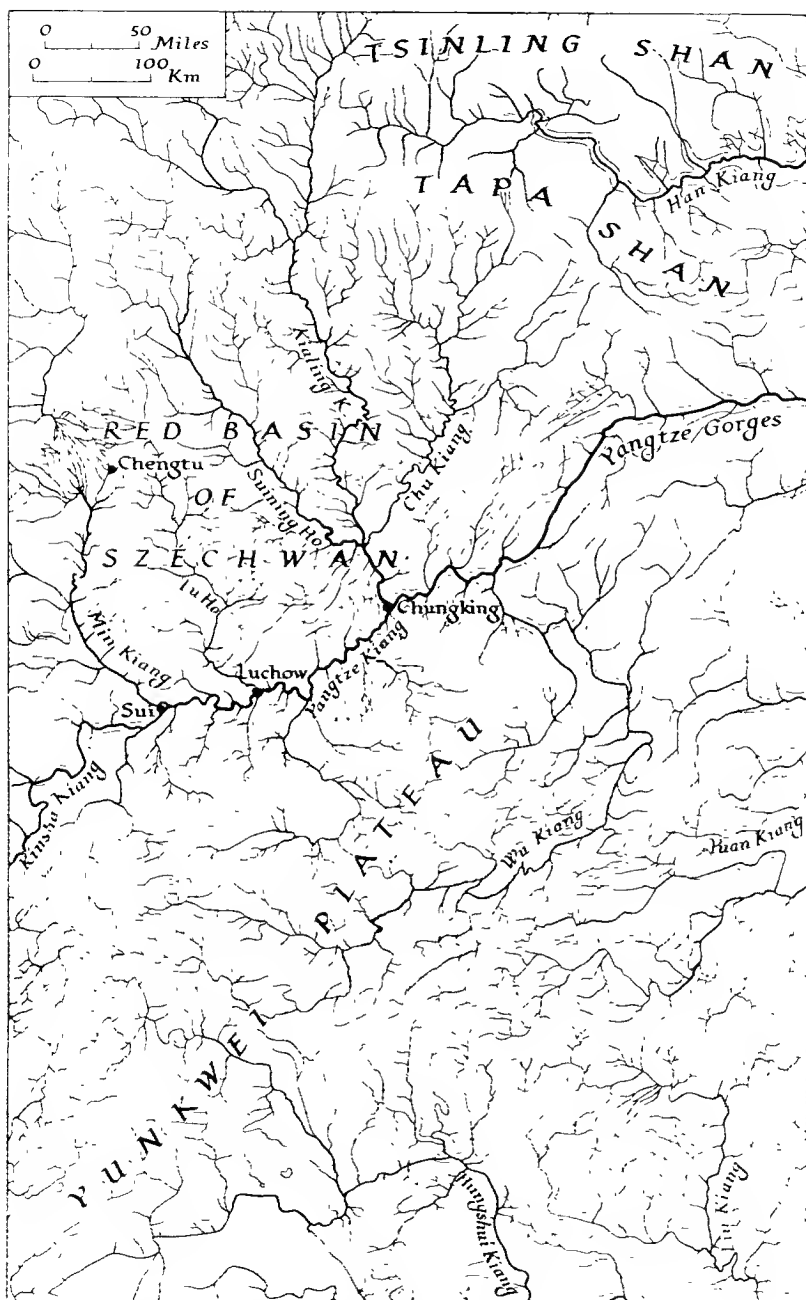 0 50 Miles
0 100 Km
TSINLING SHAN
TAPA SHAN
Han Kiang
Kialing K.
RED BASIN
Chengtu
OF
Suining Ho
Chu Kiang
Yangtze Gorges
SZECHWAN
Lu Ho
Chungking
Min Kiang
Luchow
Yangtze Kiang
Sui
Kinsha Kiang
PLATEAU
Wu Kiang
Yuan Kiang
YUNKWEI
Hungshui Kiang
Liu Kiang